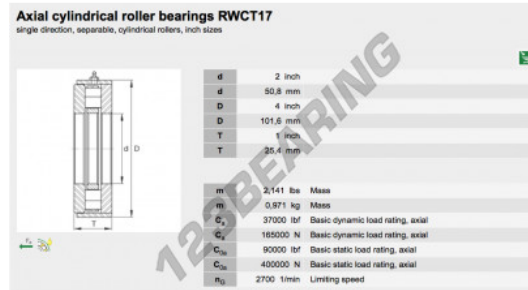 Axial cylindrical roller bearings RWCT17
single direction, separable, cylindrical rollers, inch sizes
d 2 inch
d 50,8 mm
D 4 inch
D 101,6 mm
T 1 inch
T 25,4 mm
m 2,141 lbs Mass
m 0,971 kg Mass
Ca 37000 lbf Basic dynamic load rating, axial
Ca 165000 N Basic dynamic load rating, axial
C0a 90000 lbf Basic static load rating, axial
C0a 400000 N Basic static load rating, axial
nG 2700 1/min Limiting speed
d D
T
Fa
123BEARING